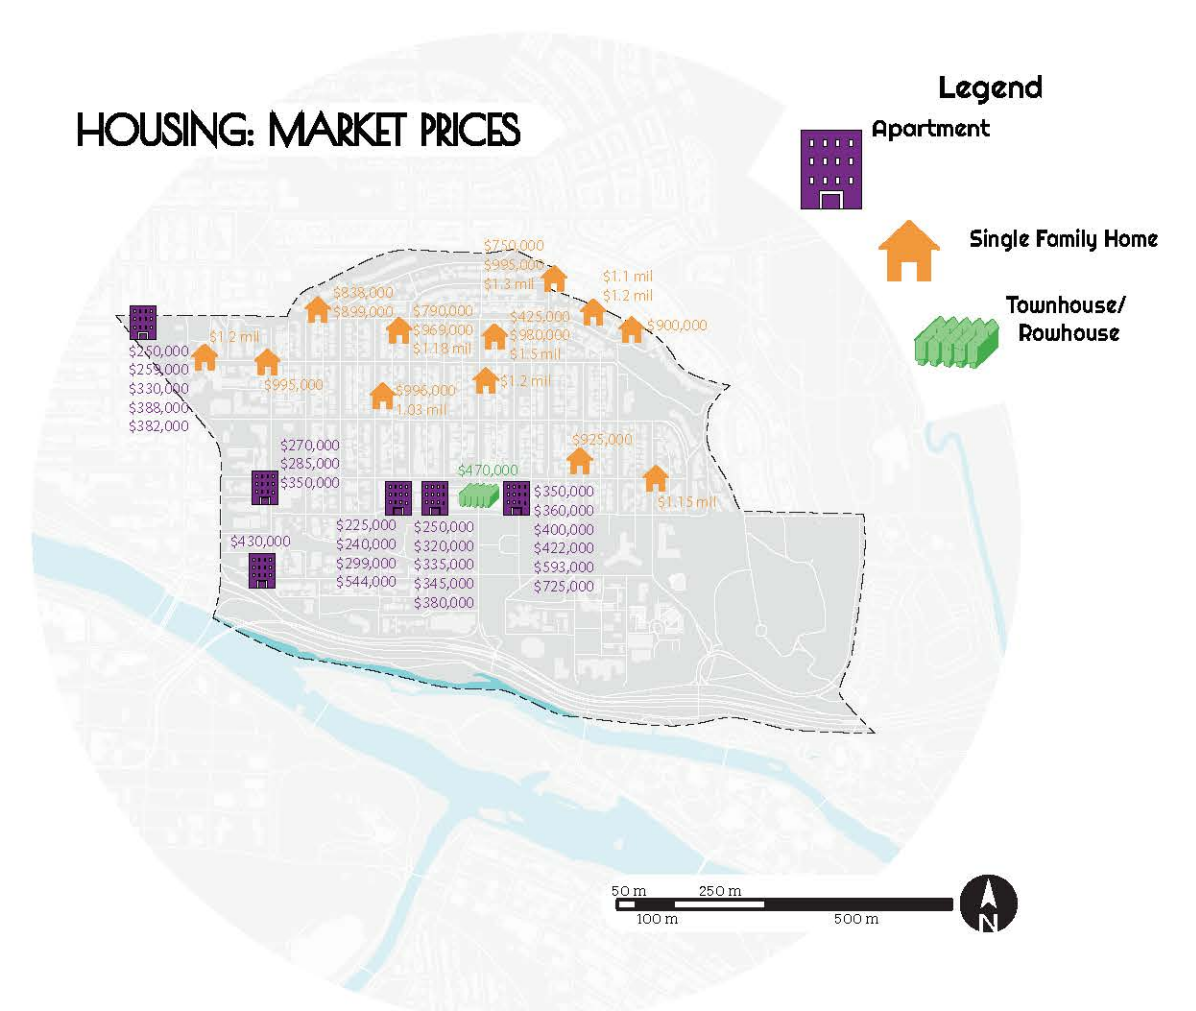 Legend
HOUSING: MARKET PRICES
Apartment
Single Family Home
Townhouse/
Rowhouse
$750,000
$995,000
$1.3 mil
$1.1 mil
$1.2 mil
$838,000
$899,000
$790,000
$969,000
$1.18 mil
$425,000
$980,000
$1.5 mil
$900,000
$1.2 mil
$995,000
$250,000
$259,000
$330,000
$388,000
$382,000
$996,000
1.03 mil
$1.2 mil
$925,000
$1.15 mil
$270,000
$285,000
$350,000
$470,000
$430,000
$225,000
$240,000
$299,000
$544,000
$250,000
$320,000
$335,000
$345,000
$380,000
$350,000
$360,000
$400,000
$422,000
$593,000
$725,000
50 m
250 m
100 m
500 m
N